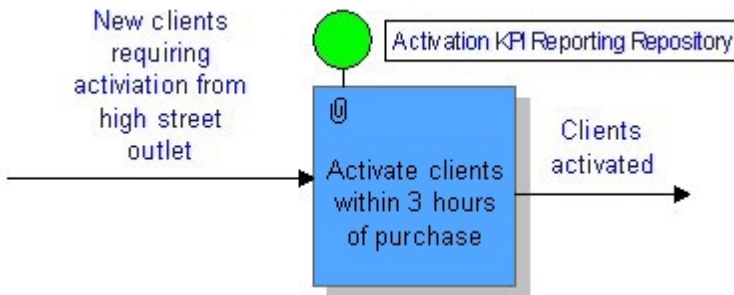 New clients
requiring
activiation from
high street
outlet
Activation KPI Reporting Repository
Activate clients
within 3 hours
of purchase
Clients
activated